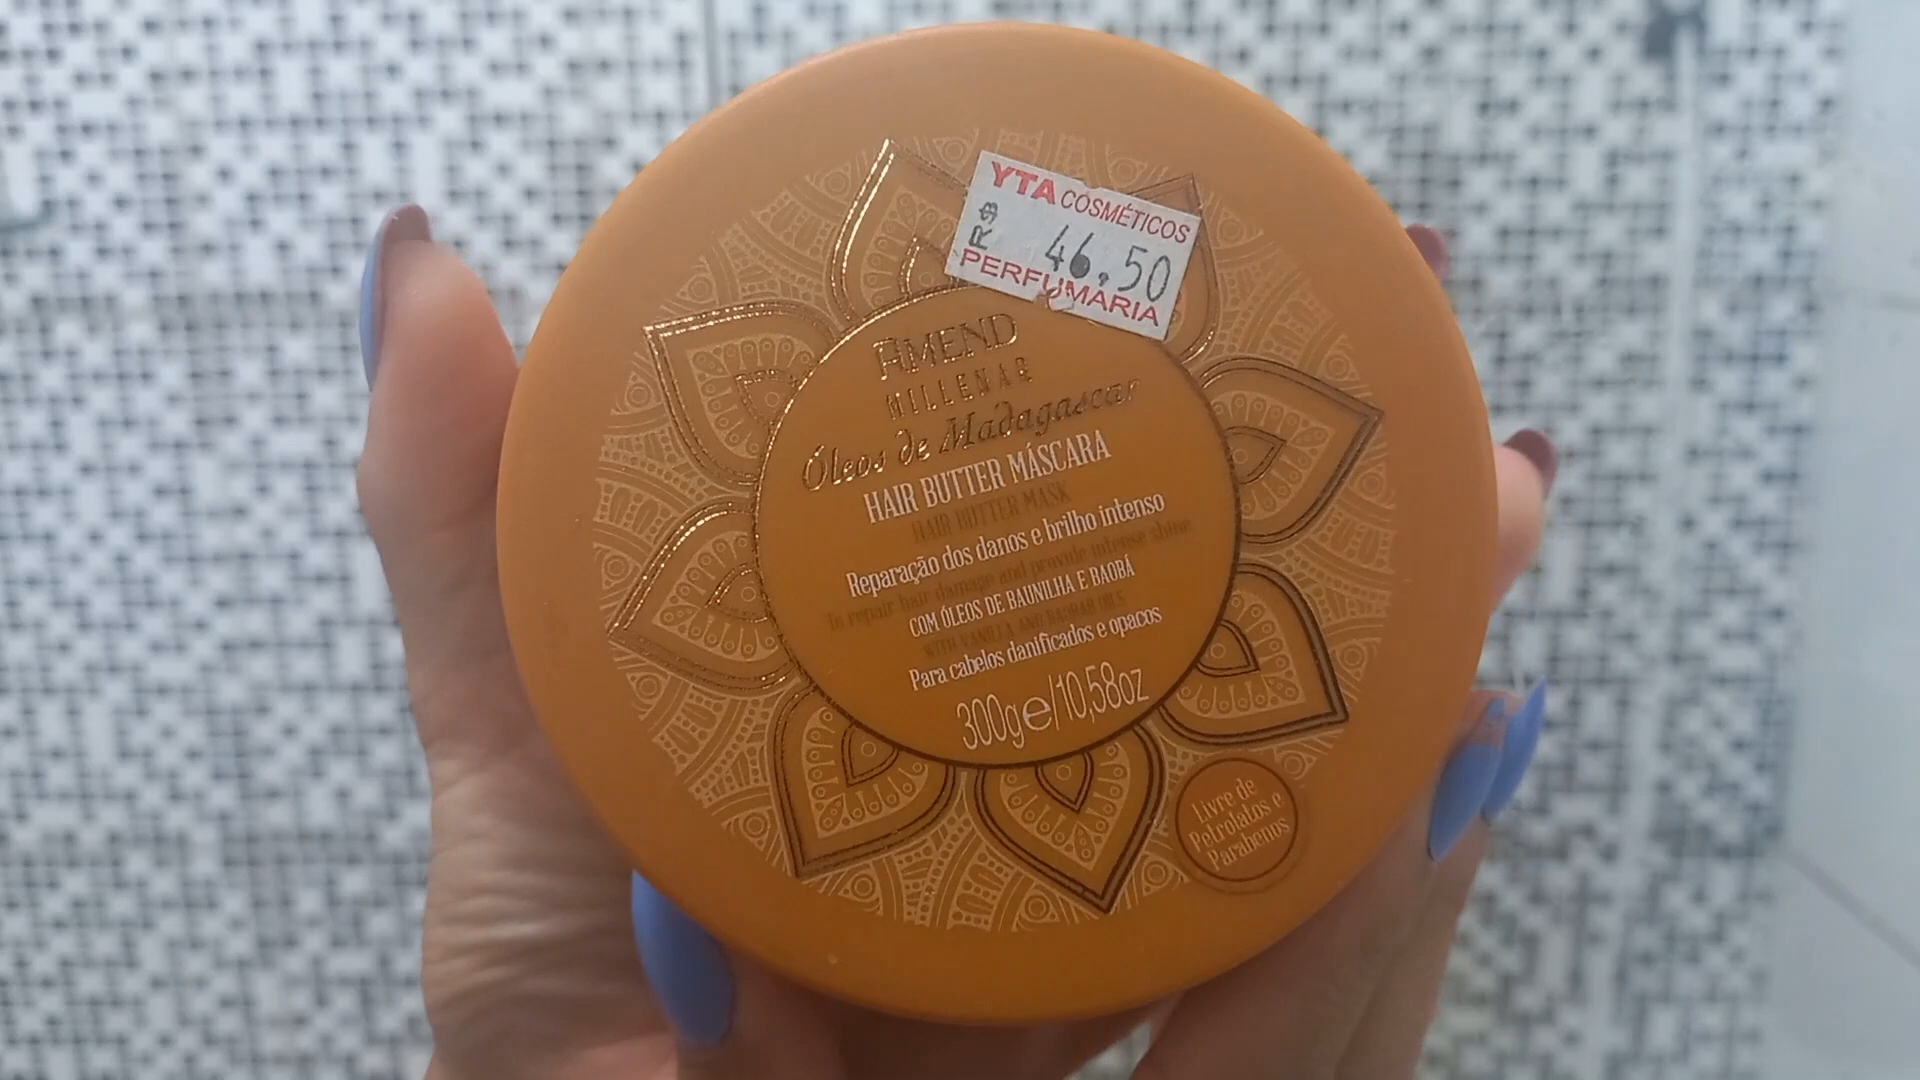 YTA COSMÉTICOS
R$ 46,50
PERFUMARIA
AMEND
MILLENAR
Óleos de Madagascar
HAIR BUTTER MÁSCARA
HAIR BUTTER MASK
Reparação dos danos e brilho intenso
To repair hair damage and provide intense shine
COM ÓLEOS DE BAUNILHA E BAOBÁ
WITH VANILLA AND BAOBAB OILS
Para cabelos danificados e opacos
300g e/10,58oz
Livre de
Petrolatos e
Parabenos